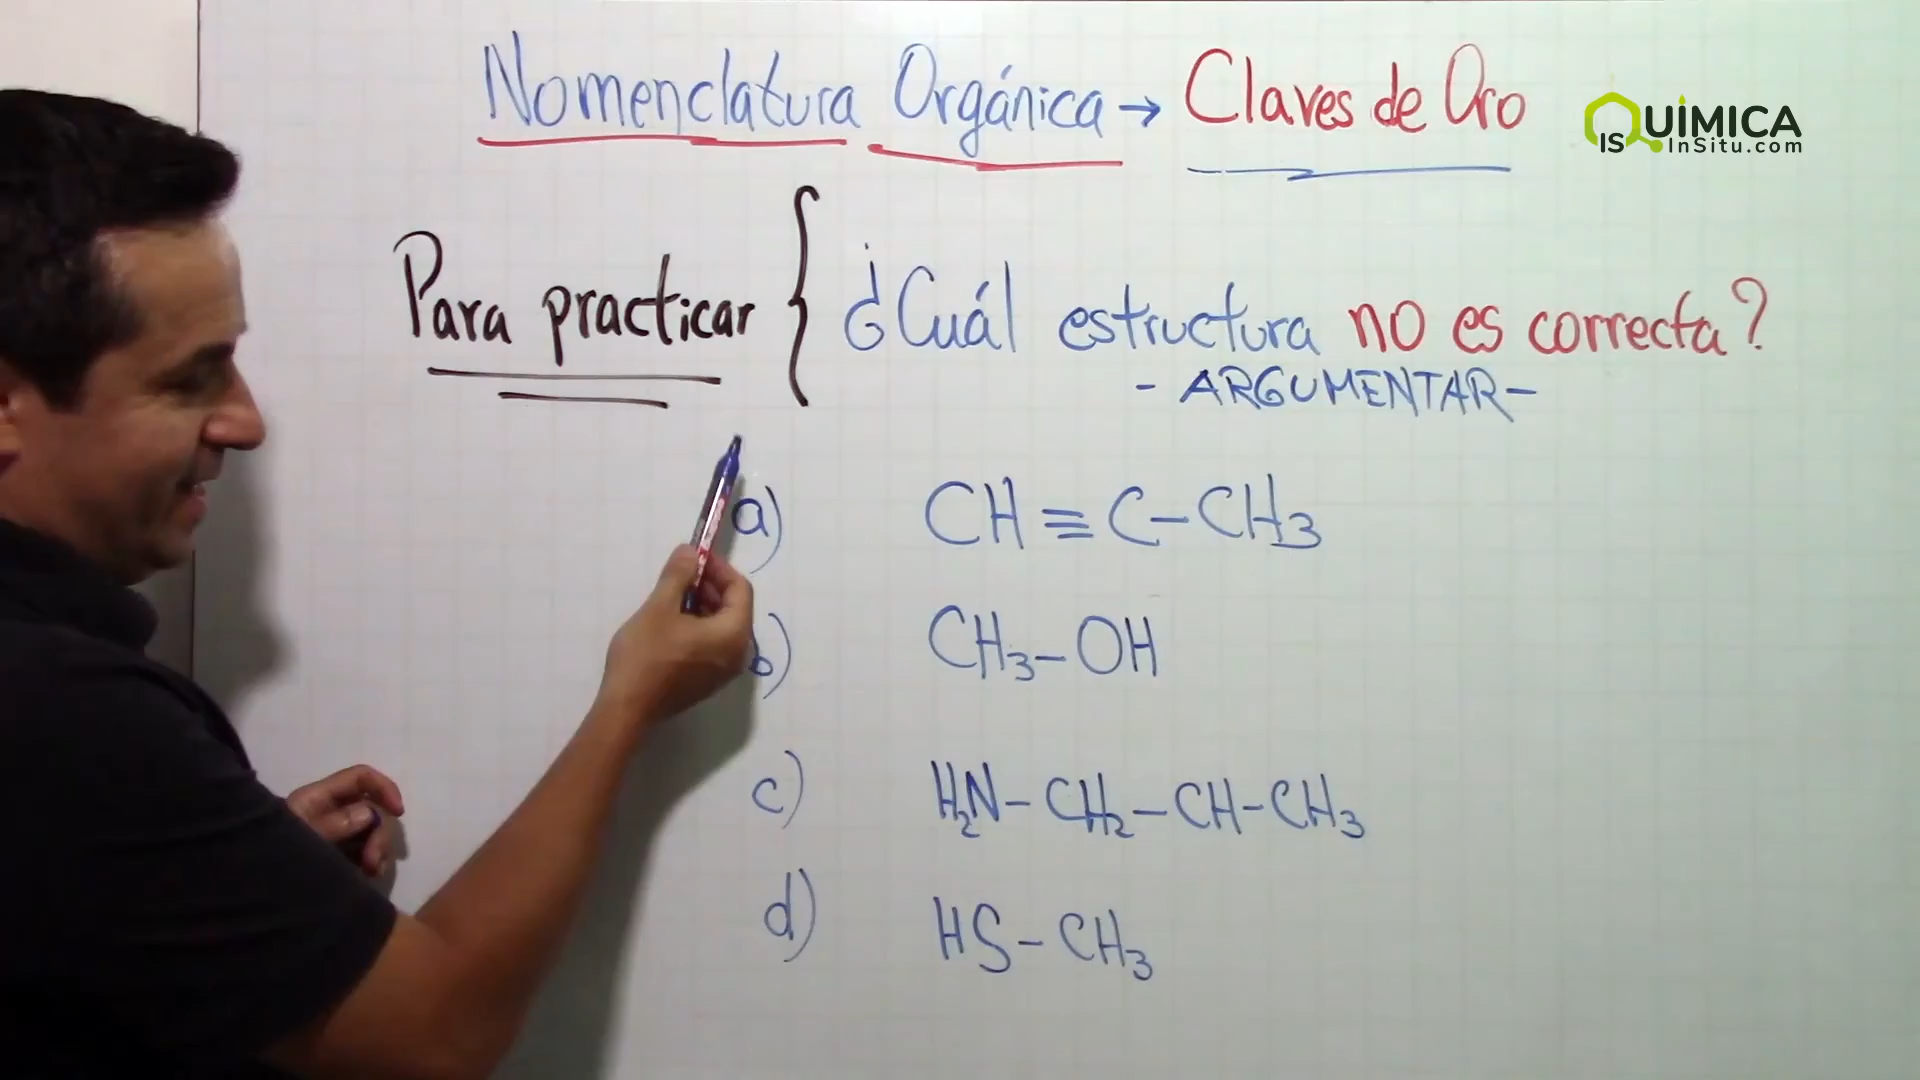 Nomenclatura Orgánica → Claves de Oro
QUIMICA
IS InSitu.com
Para practicar { ¿Cuál estructura no es correcta?
- ARGUMENTAR -
a) CH≡C-CH3
b) CH3-OH
c) H2N-CH2-CH-CH3
d) HS-CH3